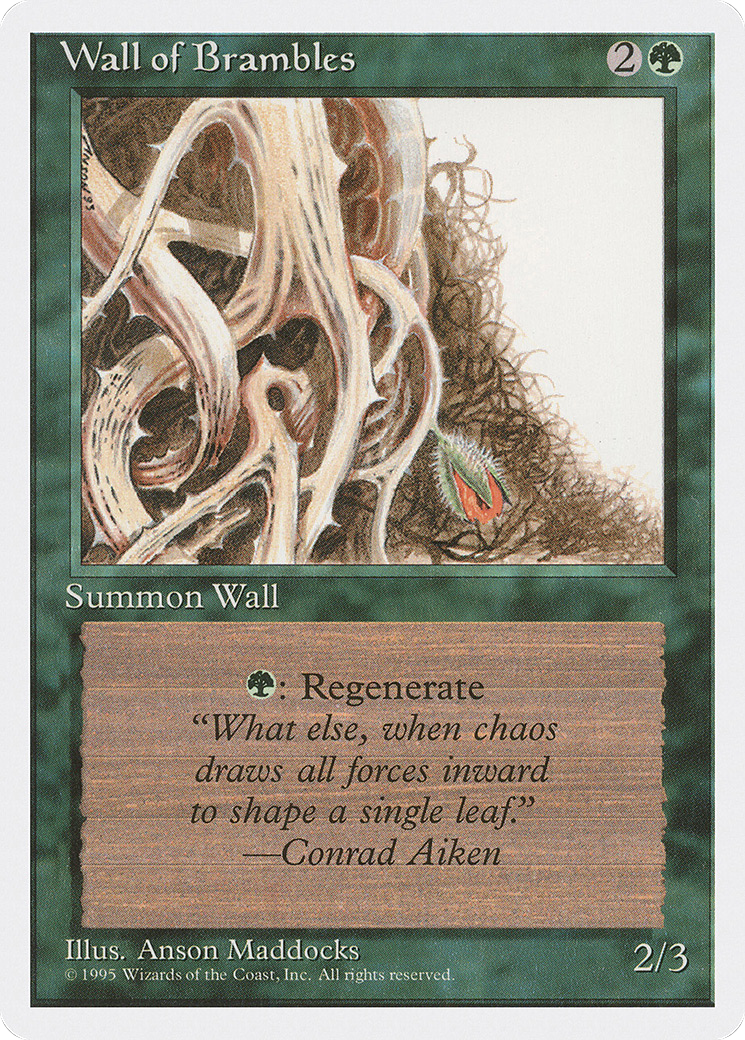 Wall of Brambles 2
Summon Wall
: Regenerate
“What else, when chaos
draws all forces inward
to shape a single leaf.”
—Conrad Aiken
Illus. Anson Maddocks
© 1995 Wizards of the Coast, Inc. All rights reserved.
2/3